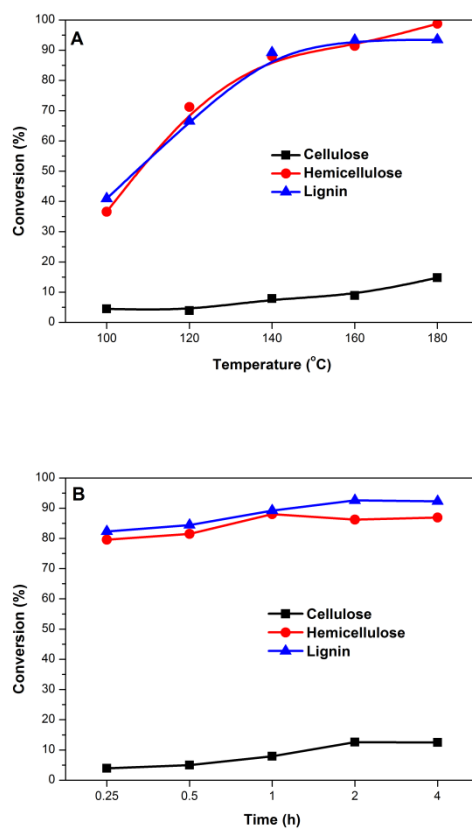 A
100
90
80
70
60
50
40
30
20
10
0
Conversion (%)
Cellulose
Hemicellulose
Lignin
100 120 140 160 180
Temperature (°C)
B
100
90
80
70
60
50
40
30
20
10
0
Conversion (%)
Cellulose
Hemicellulose
Lignin
0.25 0.5 1 2 4
Time (h)